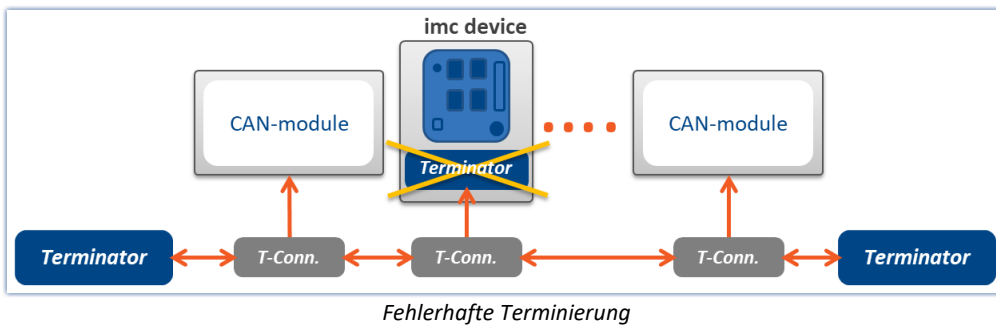 imc device
CAN-module
CAN-module
Terminator
Terminator
T-Conn.
T-Conn.
T-Conn.
Terminator
Fehlerhafte Terminierung